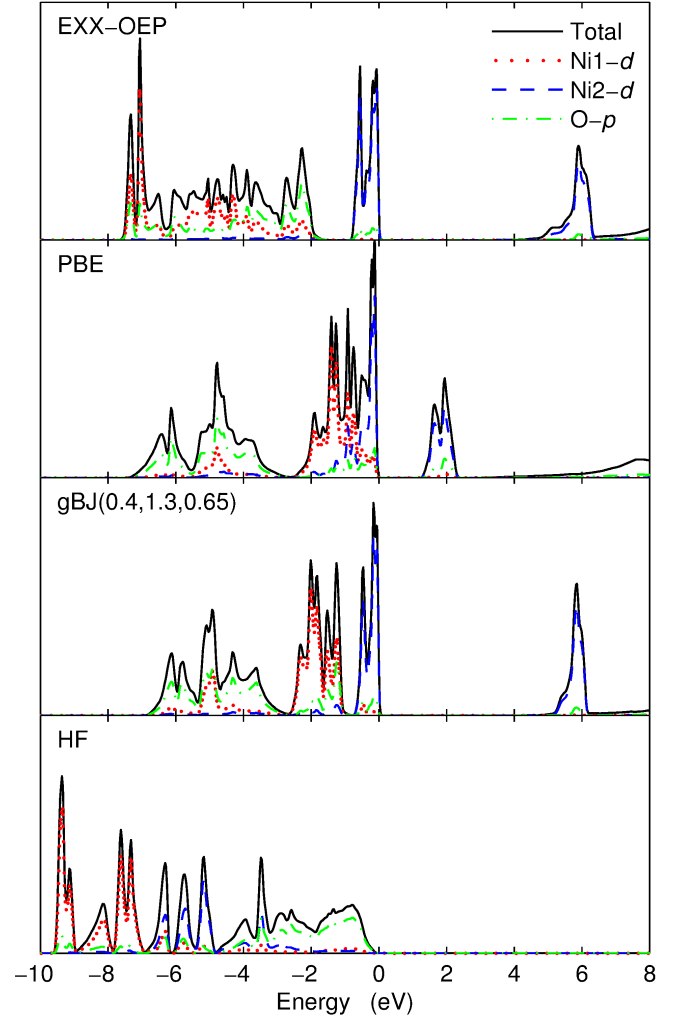 EXX−OEP
Total
Ni1−d
Ni2−d
O−p
PBE
gBJ(0.4,1.3,0.65)
HF
−10 −8 −6 −4 −2 0 2 4 6 8
Energy (eV)